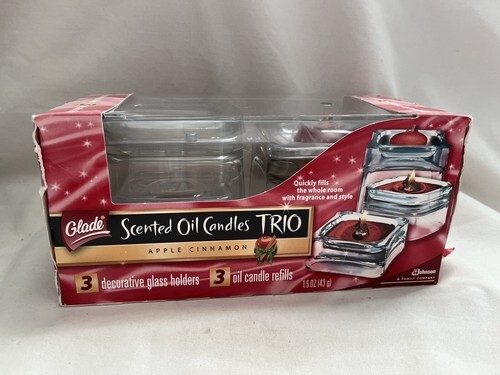 Quickly fills
the whole room
with fragrance and style
Glade
Scented Oil Candles TRIO
APPLE CINNAMON
3 decorative glass holders 3 oil candle refills
1.5 OZ (43 g)
Johnson
A FAMILY COMPANY